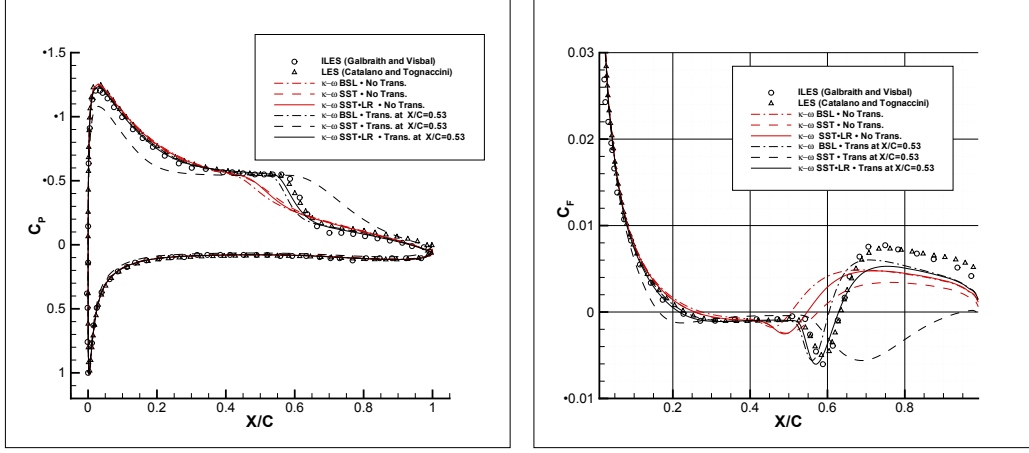 •1.5
•1
•0.5
0
0.5
1
C_P
0
0.2
0.4
0.6
0.8
1
X/C
ILES (Galbraith and Visbal)
LES (Catalano and Tognaccini)
κ–ω BSL • No Trans.
κ–ω SST • No Trans.
κ–ω SST•LR • No Trans.
κ–ω BSL • Trans. at X/C=0.53
κ–ω SST • Trans. at X/C=0.53
κ–ω SST•LR • Trans. at X/C=0.53
0.03
0.02
0.01
0
•0.01
C_F
0.2
0.4
0.6
0.8
X/C
ILES (Galbraith and Visbal)
LES (Catalano and Tognaccini)
κ–ω BSL • No Trans.
κ–ω SST • No Trans.
κ–ω SST•LR • No Trans.
κ–ω BSL • Trans at X/C=0.53
κ–ω SST • Trans at X/C=0.53
κ–ω SST•LR • Trans at X/C=0.53